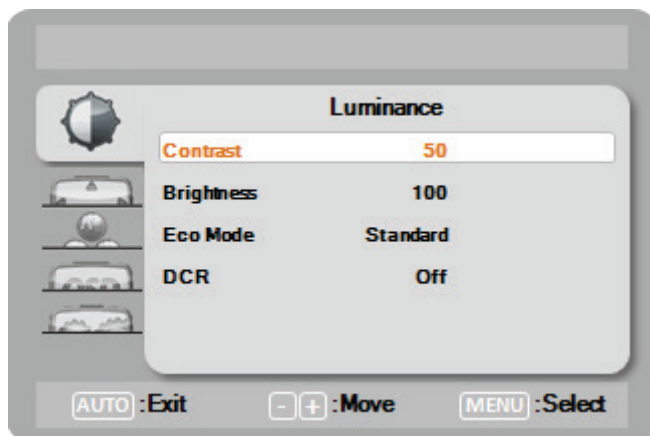 Luminance
Contrast 50
Brightness 100
Eco Mode Standard
DCR Off
AUTO :Exit - + :Move MENU :Select